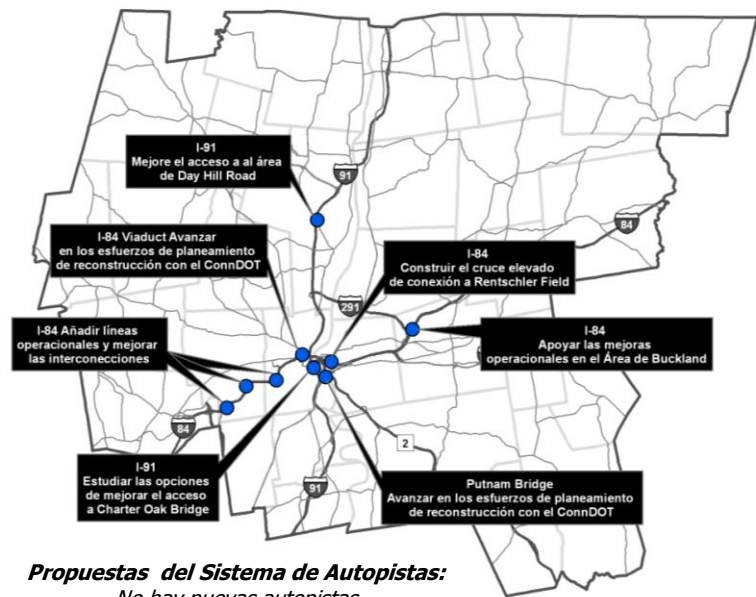 I-91
Mejore el acceso a al área
de Day Hill Road
91
84
I-84 Viaduct Avanzar
en los esfuerzos de planeamiento
de reconstrucción con el ConnDOT
I-84
Construir el cruce elevado
de conexión a Rentschler Field
291
I-84 Añadir líneas
operacionales y mejorar
las interconecciones
I-84
Apoyar las mejoras
operacionales en el Área de Buckland
84
2
I-91
Estudiar las opciones
de mejorar el acceso
a Charter Oak Bridge
91
Putnam Bridge
Avanzar en los esfuerzos de planeamiento
de reconstrucción con el ConnDOT
Propuestas del Sistema de Autopistas:
No hay nuevas autopistas